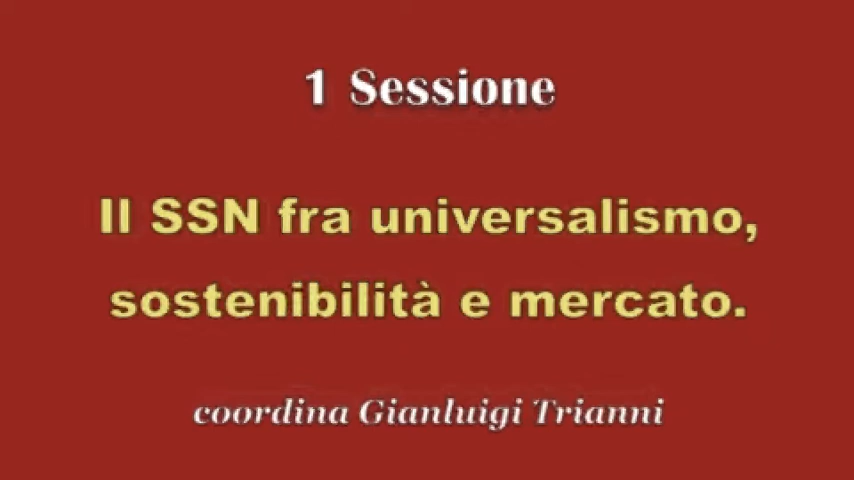 1 Sessione
Il SSN fra universalismo,
sostenibilità e mercato.
coordina Gianluigi Trianni